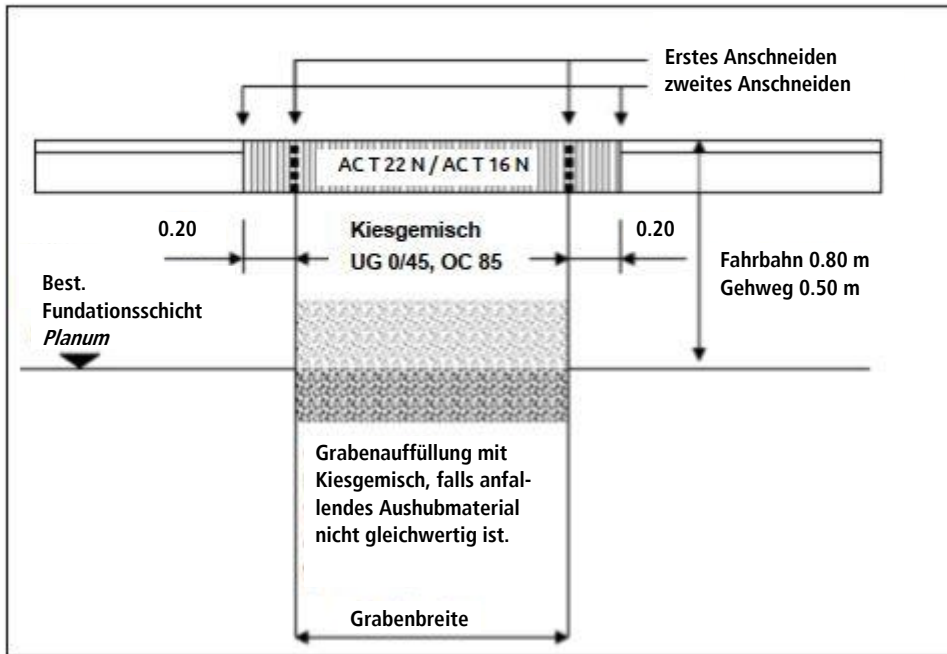 Erstes Anschneiden
zweites Anschneiden
AC T 22 N / AC T 16 N
0.20
Kiesgemisch
UG 0/45, OC 85
0.20
Fahrbahn 0.80 m
Gehweg 0.50 m
Best.
Fundationsschicht
Planum
Grabenauffüllung mit
Kiesgemisch, falls anfal-
lendes Aushubmaterial
nicht gleichwertig ist.
Grabenbreite